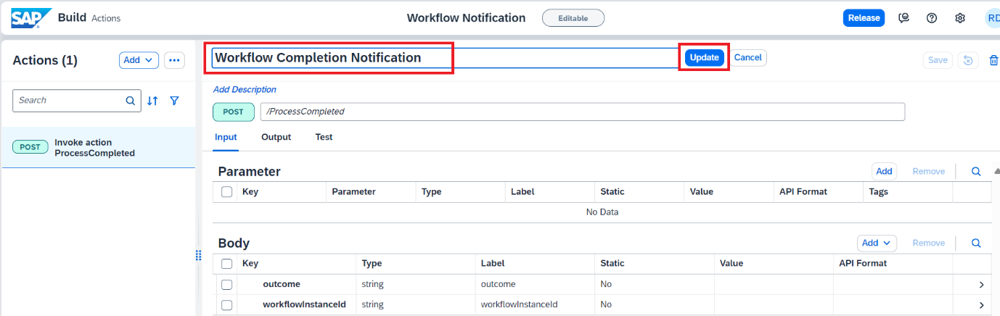 SAP Build Actions Workflow Notification Editable Release RD
Actions (1) Add
Workflow Completion Notification Update Cancel Save
Add Description
Search
POST /ProcessCompleted
Input Output Test
POST Invoke action
ProcessCompleted
Parameter Add Remove
Key Parameter Type Label Static Value API Format Tags
No Data
Body Add Remove
Key Type Label Static Value API Format
outcome string outcome No
workflowInstanceId string workflowInstanceId No